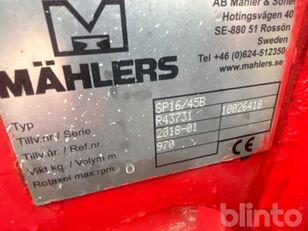 AB Mähler & Söner
Hotingsvägen 40
SE-880 51 Rossön
Sweden
Tel +46 (0)624-512350
www.mahlers.se
MÄHLERS
Typ SP16/45B
Tillv.nr / Serie R43731 10026418
Tillv.år. / Ref.nr 2018-01
Vikt kg. / Volym m 970
Rotaxel max rpm
CE
blinto